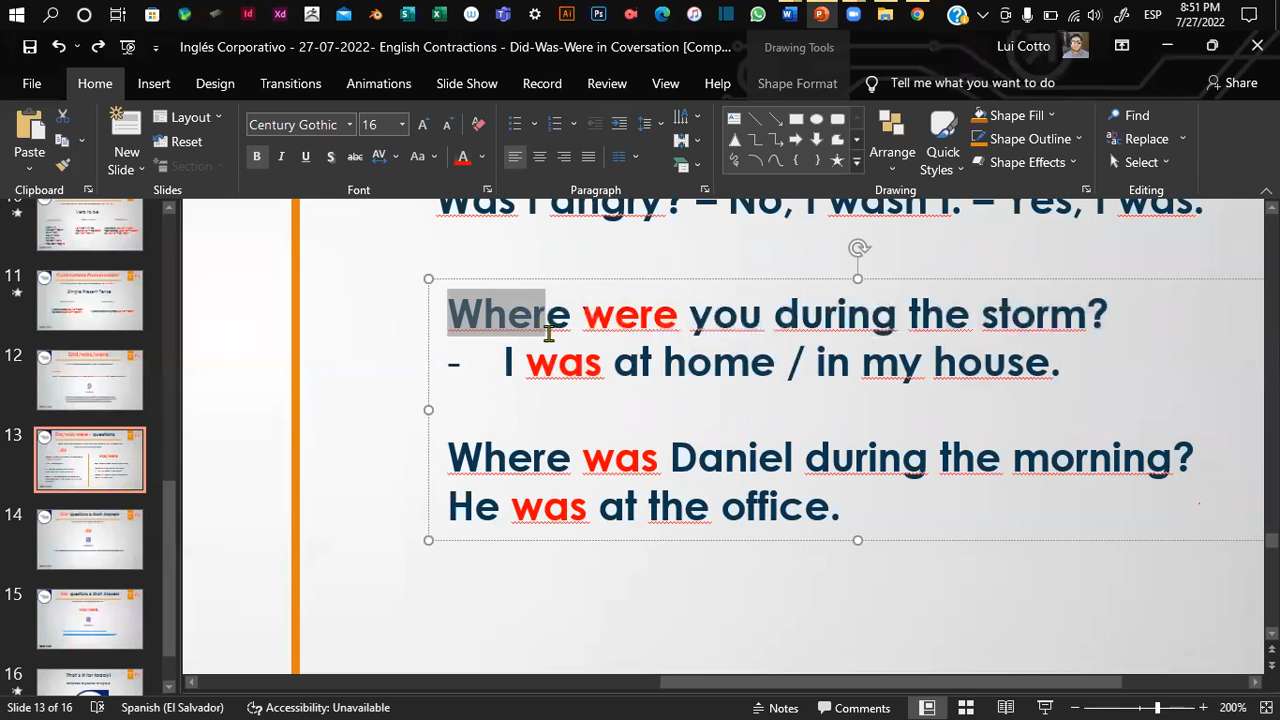 8:51 PM
ESP
7/27/2022
Inglés Corporativo - 27-07-2022- English Contractions - Did-Was-Were in Coversation [Comp...
Drawing Tools
Lui Cotto
File
Home
Insert
Design
Transitions
Animations
Slide Show
Record
Review
View
Help
Shape Format
Tell me what you want to do
Share
Paste
New
Slide
Layout
Reset
Section
Century Gothic
16
Arrange
Quick
Styles
Shape Fill
Shape Outline
Shape Effects
Find
Replace
Select
Clipboard
Slides
Font
Paragraph
Drawing
Editing
Was I angry? – No, I wasn't. – Yes, I was.
Where were you during the storm?
- I was at home / in my house.
Where was Daniel during the morning?
He was at the office.
11
12
13
14
15
16
Slide 13 of 16
Spanish (El Salvador)
Accessibility: Unavailable
Notes
Comments
200%